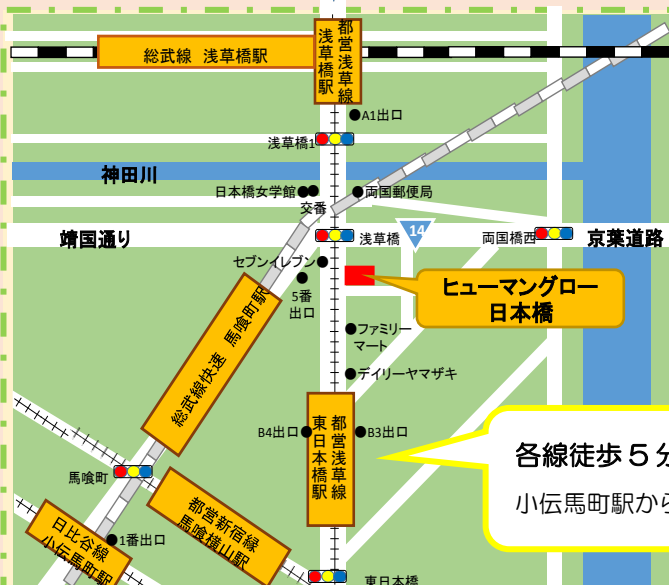 都営浅草線
浅草橋駅
総武線 浅草橋駅
A1出口
浅草橋1
神田川
日本橋女学館
交番
両国郵便局
靖国通り
浅草橋
14
両国橋西
京葉道路
セブンイレブン
5番
出口
ヒューマングロー
日本橋
総武線快速 馬喰町駅
ファミリー
マート
デイリーヤマザキ
B4出口
都営浅草線
東日本橋駅
B3出口
各線徒歩５分
小伝馬町駅から
馬喰町
都営新宿線
馬喰横山駅
日比谷線
小伝馬町駅
1番出口
東日本橋